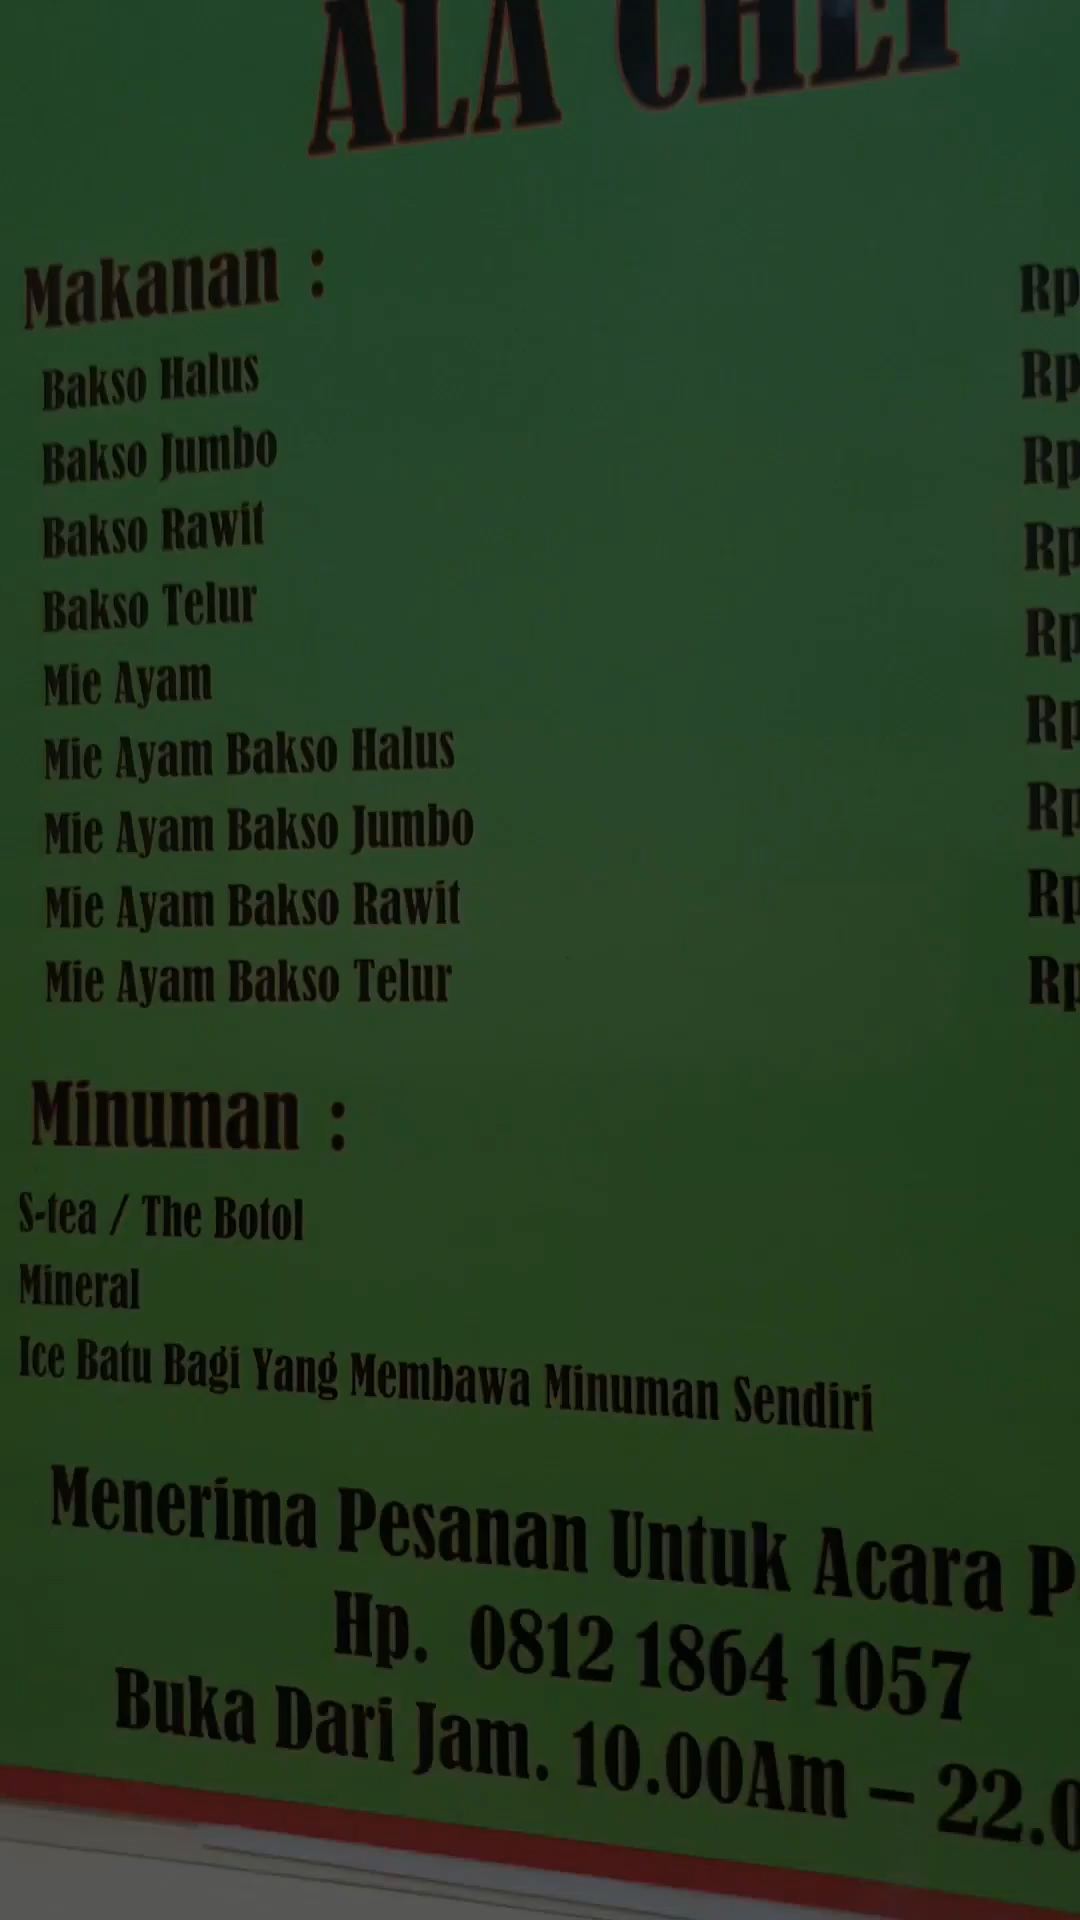 ALA CHEF
Makanan :
Rp
Bakso Halus
Rp
Bakso Jumbo
Rp
Bakso Rawit
Rp
Bakso Telur
Rp
Mie Ayam
Rp
Mie Ayam Bakso Halus
Rp
Mie Ayam Bakso Jumbo
Rp
Mie Ayam Bakso Rawit
Rp
Mie Ayam Bakso Telur
Minuman :
S-tea / The Botol
Mineral
Ice Batu Bagi Yang Membawa Minuman Sendiri
Menerima Pesanan Untuk Acara P
Hp. 0812 1864 1057
Buka Dari Jam. 10.00Am – 22.0